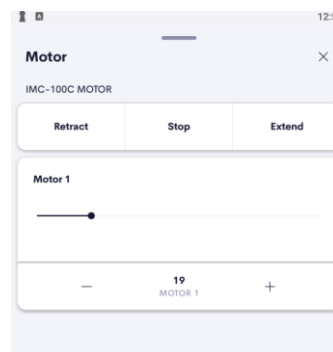 12:
Motor
IMC-100C MOTOR
Retract Stop Extend
Motor 1
19
MOTOR 1